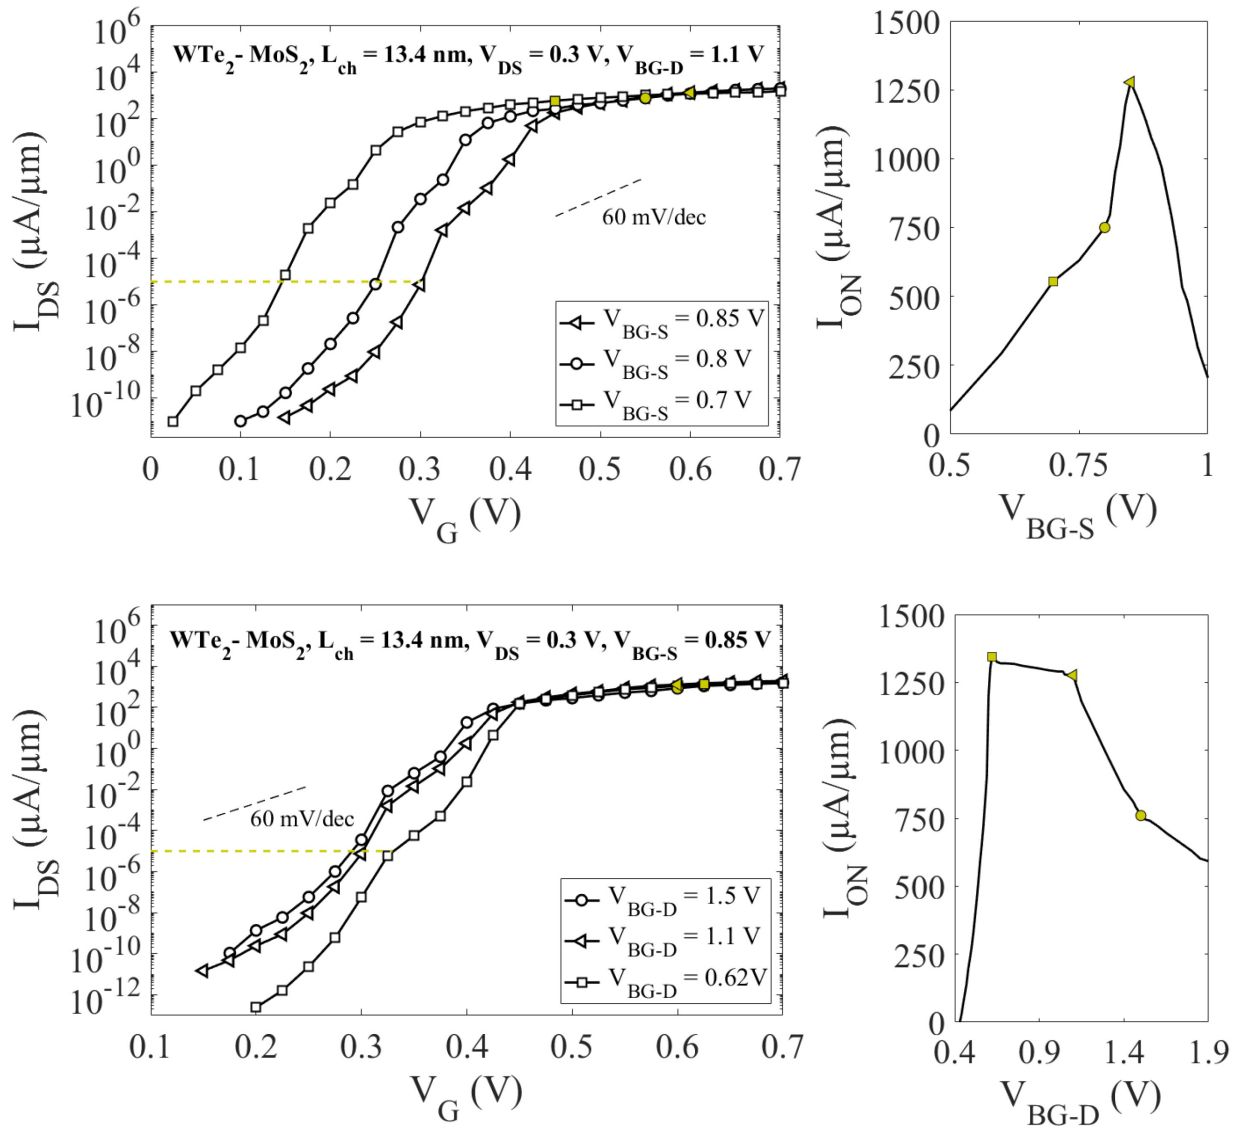 WTe2- MoS2, Lch = 13.4 nm, VDS = 0.3 V, VBG-D = 1.1 V
IDS (μA/μm)
10^6
10^4
10^2
10^0
10^-2
10^-4
10^-6
10^-8
10^-10
60 mV/dec
VBG-S = 0.85 V
VBG-S = 0.8 V
VBG-S = 0.7 V
0 0.1 0.2 0.3 0.4 0.5 0.6 0.7
VG (V)
ION (μA/μm)
1500
1250
1000
750
500
250
0
0.5 0.75 1
VBG-S (V)
WTe2- MoS2, Lch = 13.4 nm, VDS = 0.3 V, VBG-S = 0.85 V
IDS (μA/μm)
10^6
10^4
10^2
10^0
10^-2
10^-4
10^-6
10^-8
10^-10
10^-12
60 mV/dec
VBG-D = 1.5 V
VBG-D = 1.1 V
VBG-D = 0.62V
0.1 0.2 0.3 0.4 0.5 0.6 0.7
VG (V)
ION (μA/μm)
1500
1250
1000
750
500
250
0
0.4 0.9 1.4 1.9
VBG-D (V)